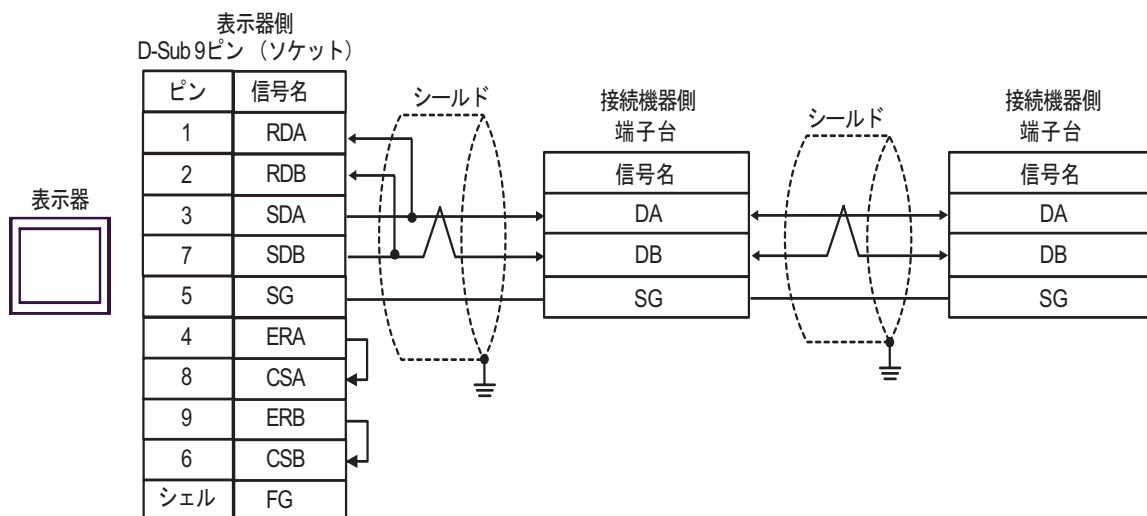 表示器側
D-Sub 9ピン （ソケット）
ピン 信号名
1 RDA
2 RDB
3 SDA
7 SDB
5 SG
4 ERA
8 CSA
9 ERB
6 CSB
シェル FG
表示器
シールド
接続機器側
端子台
信号名
DA
DB
SG
シールド
接続機器側
端子台
信号名
DA
DB
SG